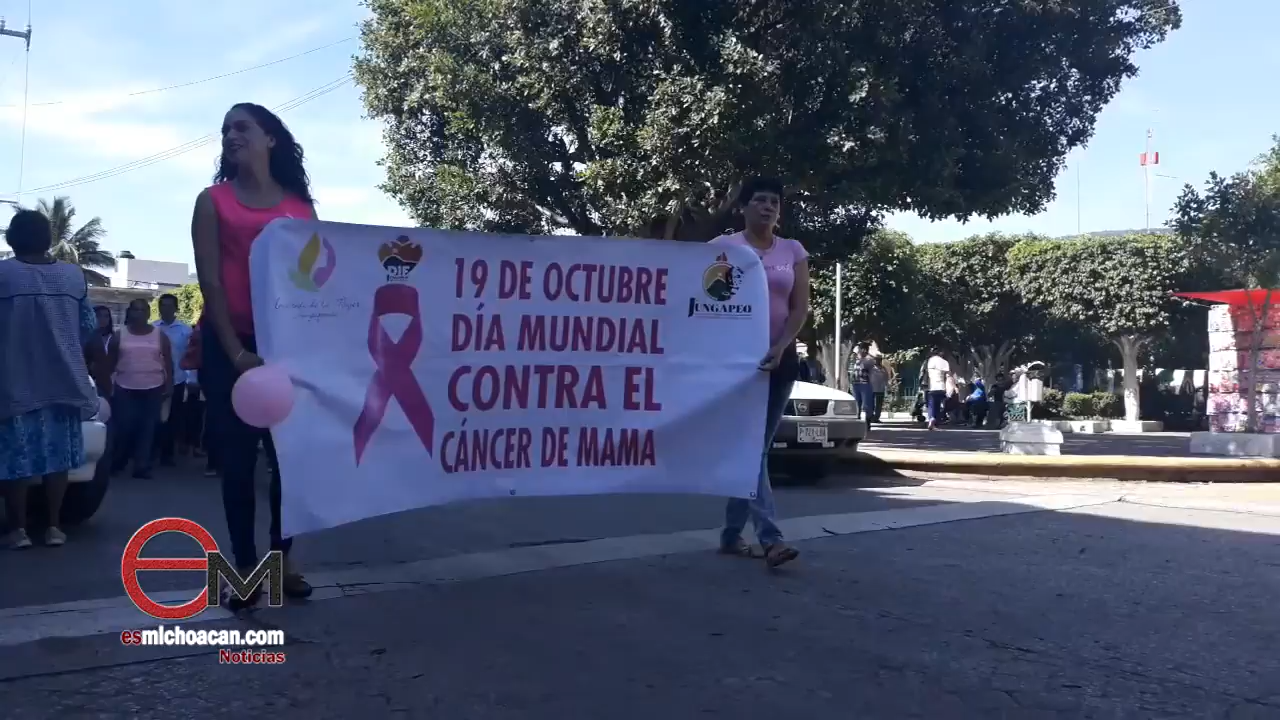 DIF
19 DE OCTUBRE
DÍA MUNDIAL
CONTRA EL
CÁNCER DE MAMA
JUNGAPEO
EM
esmIchoacan.com
Noticias